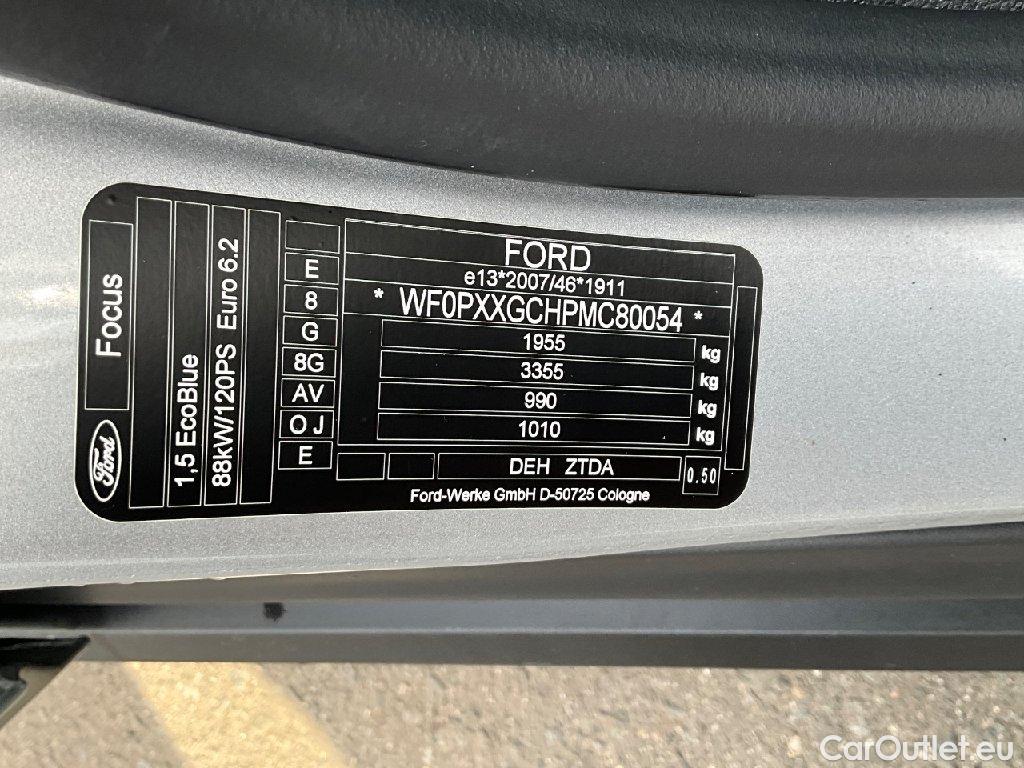 Focus
Ford
1,5 EcoBlue
88kW/120PS Euro 6.2
E
8
G
8G
AV
O J
E
FORD
e13*2007/46*1911
* WF0PXXGCHPMC80054 *
1955 kg
3355 kg
990 kg
1010 kg
DEH ZTDA
0.50
Ford-Werke GmbH D-50725 Cologne
CarOutlet.eu